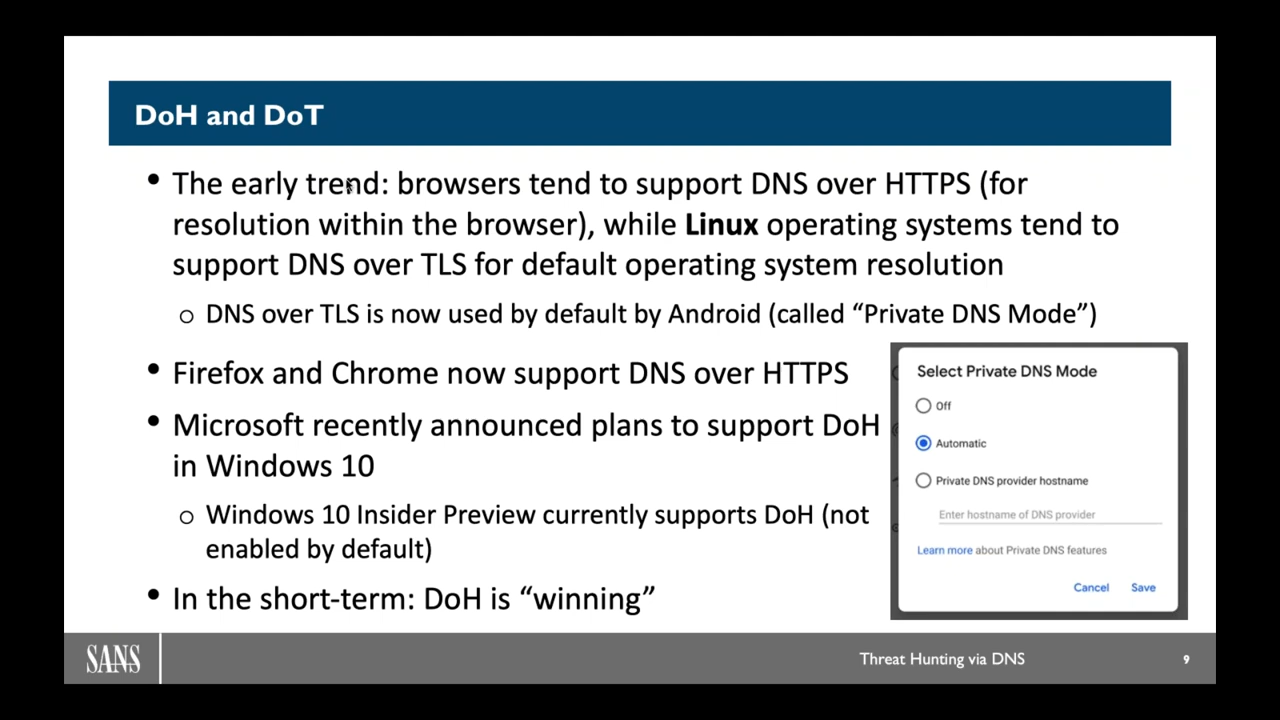 DoH and DoT
• The early trend: browsers tend to support DNS over HTTPS (for
resolution within the browser), while Linux operating systems tend to
support DNS over TLS for default operating system resolution
o DNS over TLS is now used by default by Android (called “Private DNS Mode”)
• Firefox and Chrome now support DNS over HTTPS
• Microsoft recently announced plans to support DoH
in Windows 10
o Windows 10 Insider Preview currently supports DoH (not
enabled by default)
• In the short-term: DoH is “winning”
Select Private DNS Mode
Off
Automatic
Private DNS provider hostname
Enter hostname of DNS provider
Learn more about Private DNS features
Cancel Save
SANS
Threat Hunting via DNS 9